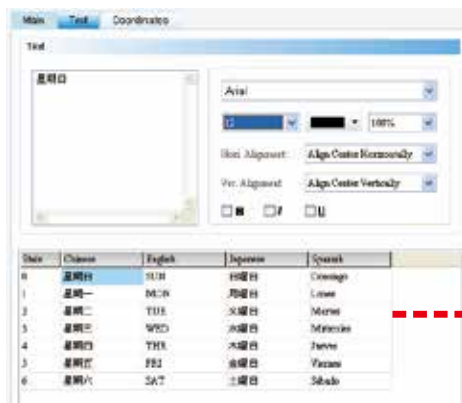 Main Text Coordinates
Text
星期日
Arial
12 100%
Hori. Alignment: Align Center Horizontally
Ver. Alignment: Align Center Vertically
B I U
State Chinese English Japanese Spanish
0 星期日 SUN 日曜日 Domingo
1 星期一 MON 月曜日 Lunes
2 星期二 TUE 火曜日 Martes
3 星期三 WED 水曜日 Miercoles
4 星期四 THR 木曜日 Jueves
5 星期五 FRI 金曜日 Viernes
6 星期六 SAT 土曜日 Sábado